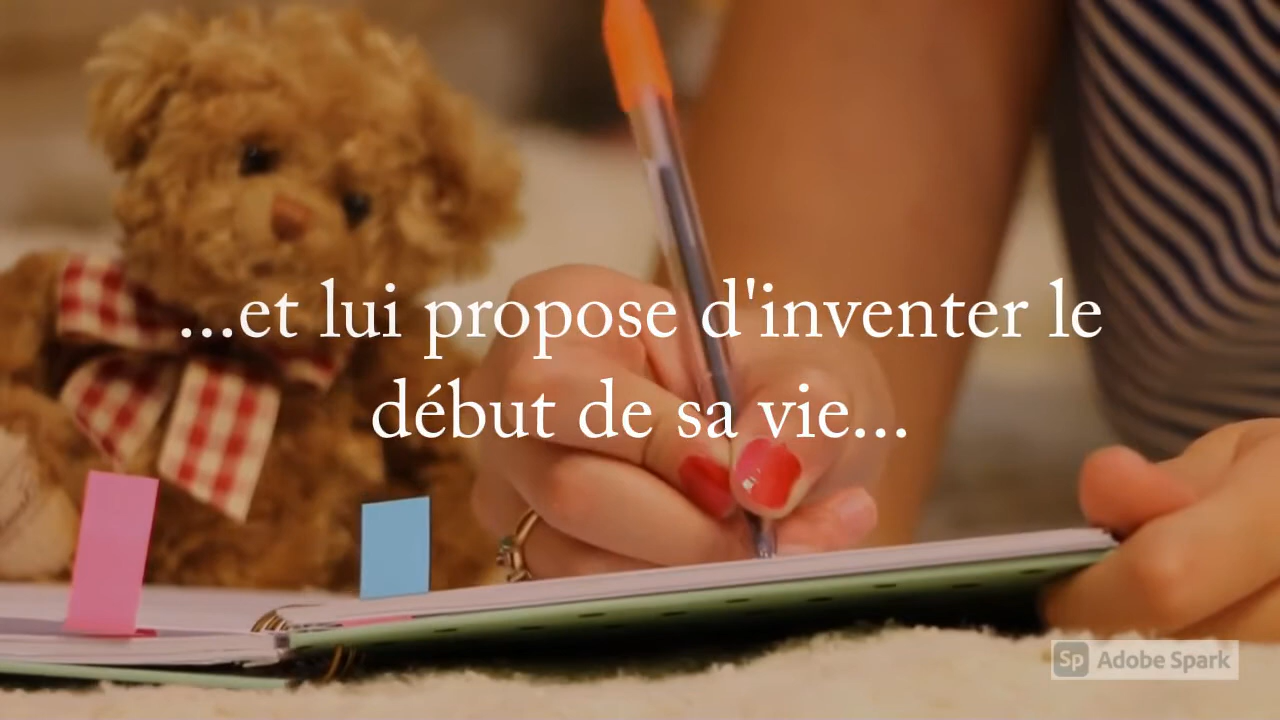 ...et lui propose d'inventer le
début de sa vie...
Sp Adobe Spark